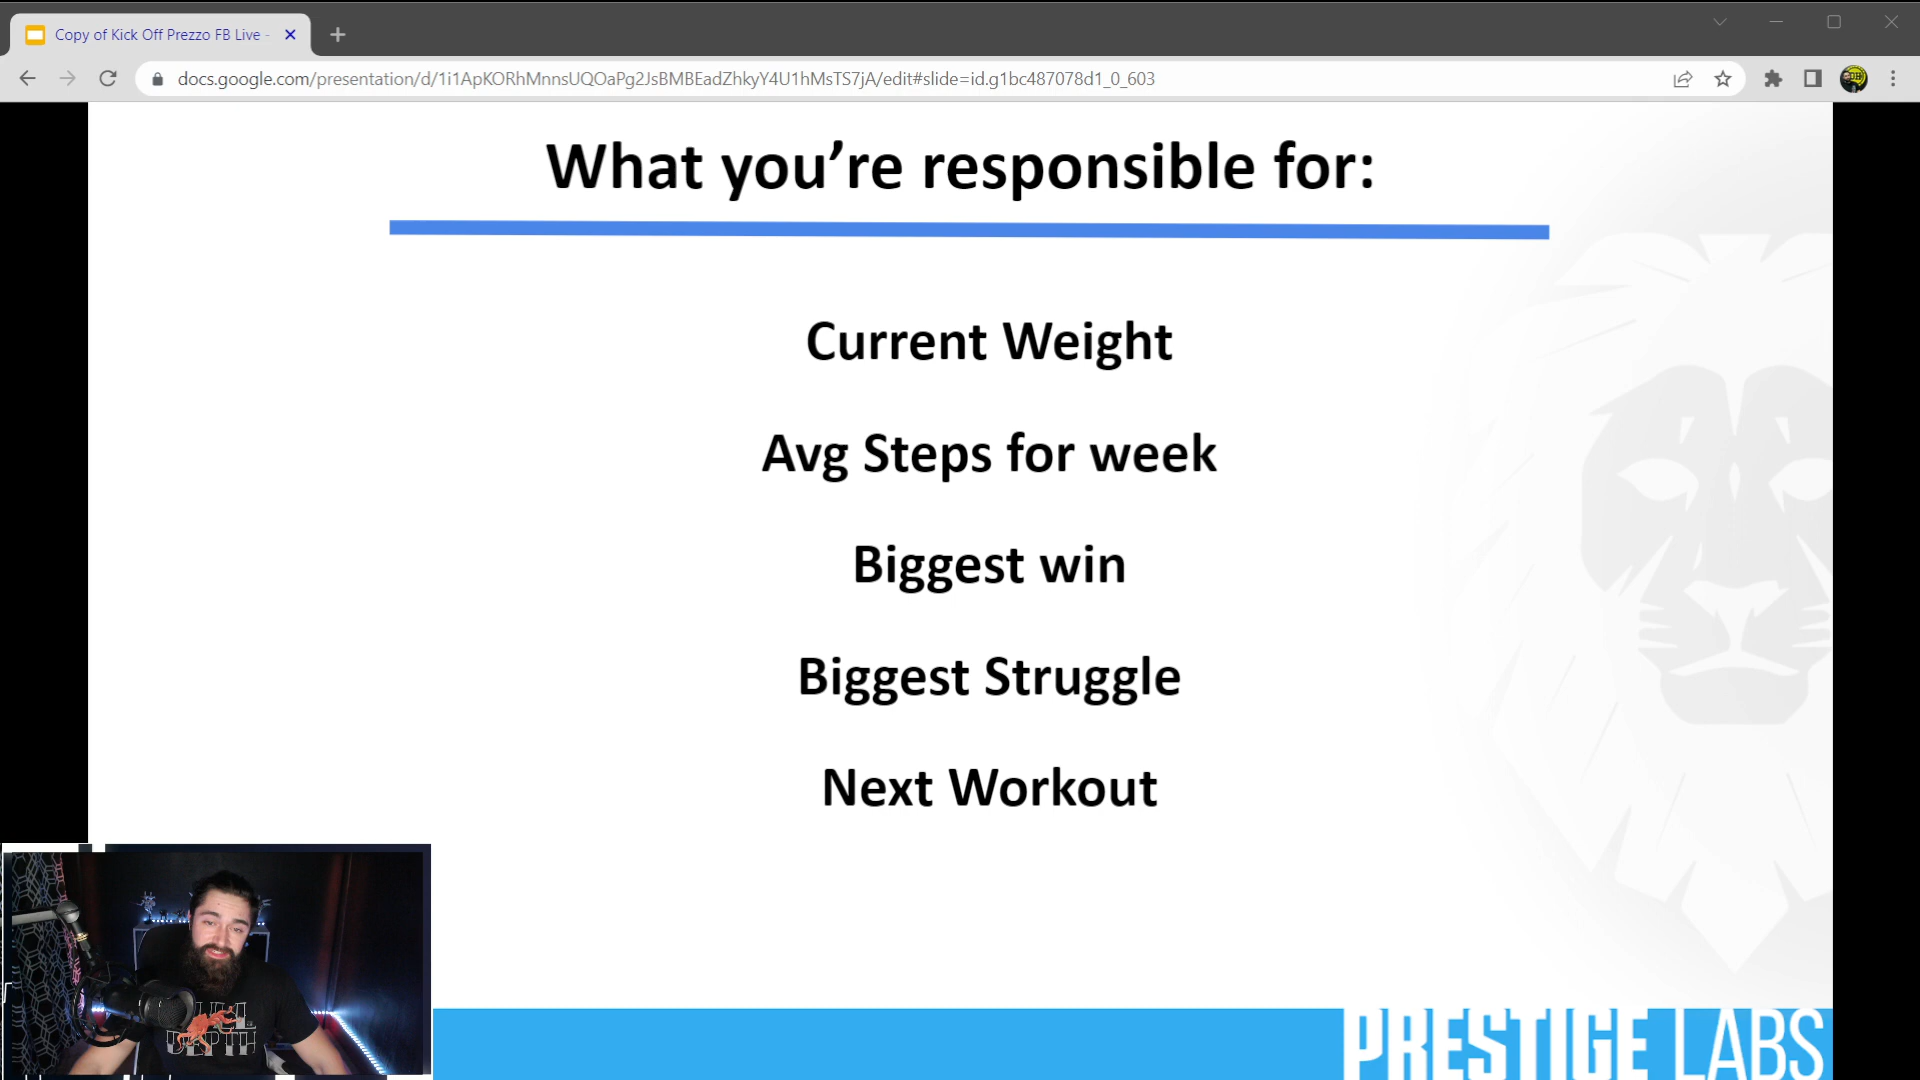 Copy of Kick Off Prezzo FB Live -
docs.google.com/presentation/d/1i1ApKORhMnnsUQOaPg2JsBMBEadZhkyY4U1hMsTS7jA/edit#slide=id.g1bc487078d1_0_603
What you’re responsible for:
Current Weight
Avg Steps for week
Biggest win
Biggest Struggle
Next Workout
DEPTH
PRESTIGE LABS